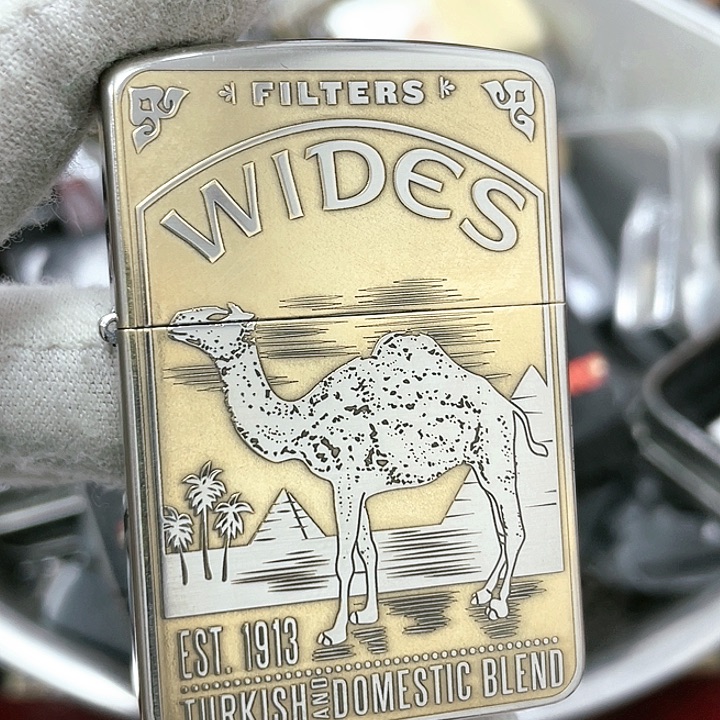 FILTERS
WIDES
EST. 1913
TURKISH AND DOMESTIC BLEND